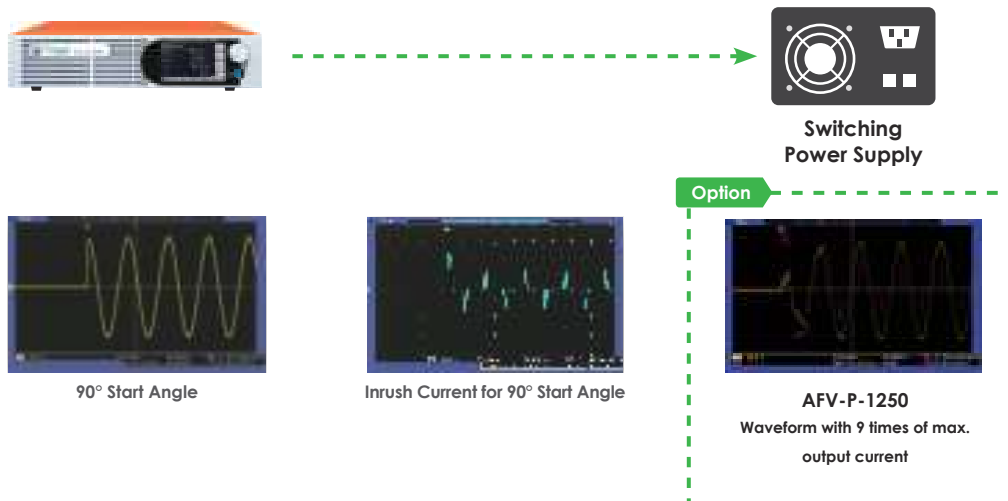 Switching
Power Supply
Option
90° Start Angle
Inrush Current for 90° Start Angle
AFV-P-1250
Waveform with 9 times of max.
output current